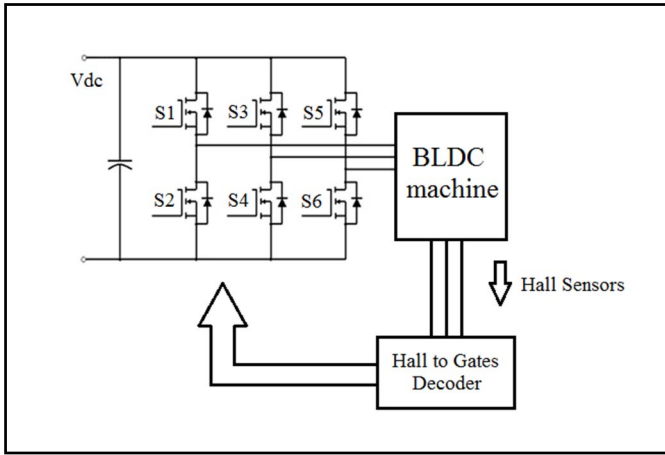 Vdc
S1
S3
S5
S2
S4
S6
BLDC
machine
Hall Sensors
Hall to Gates
Decoder